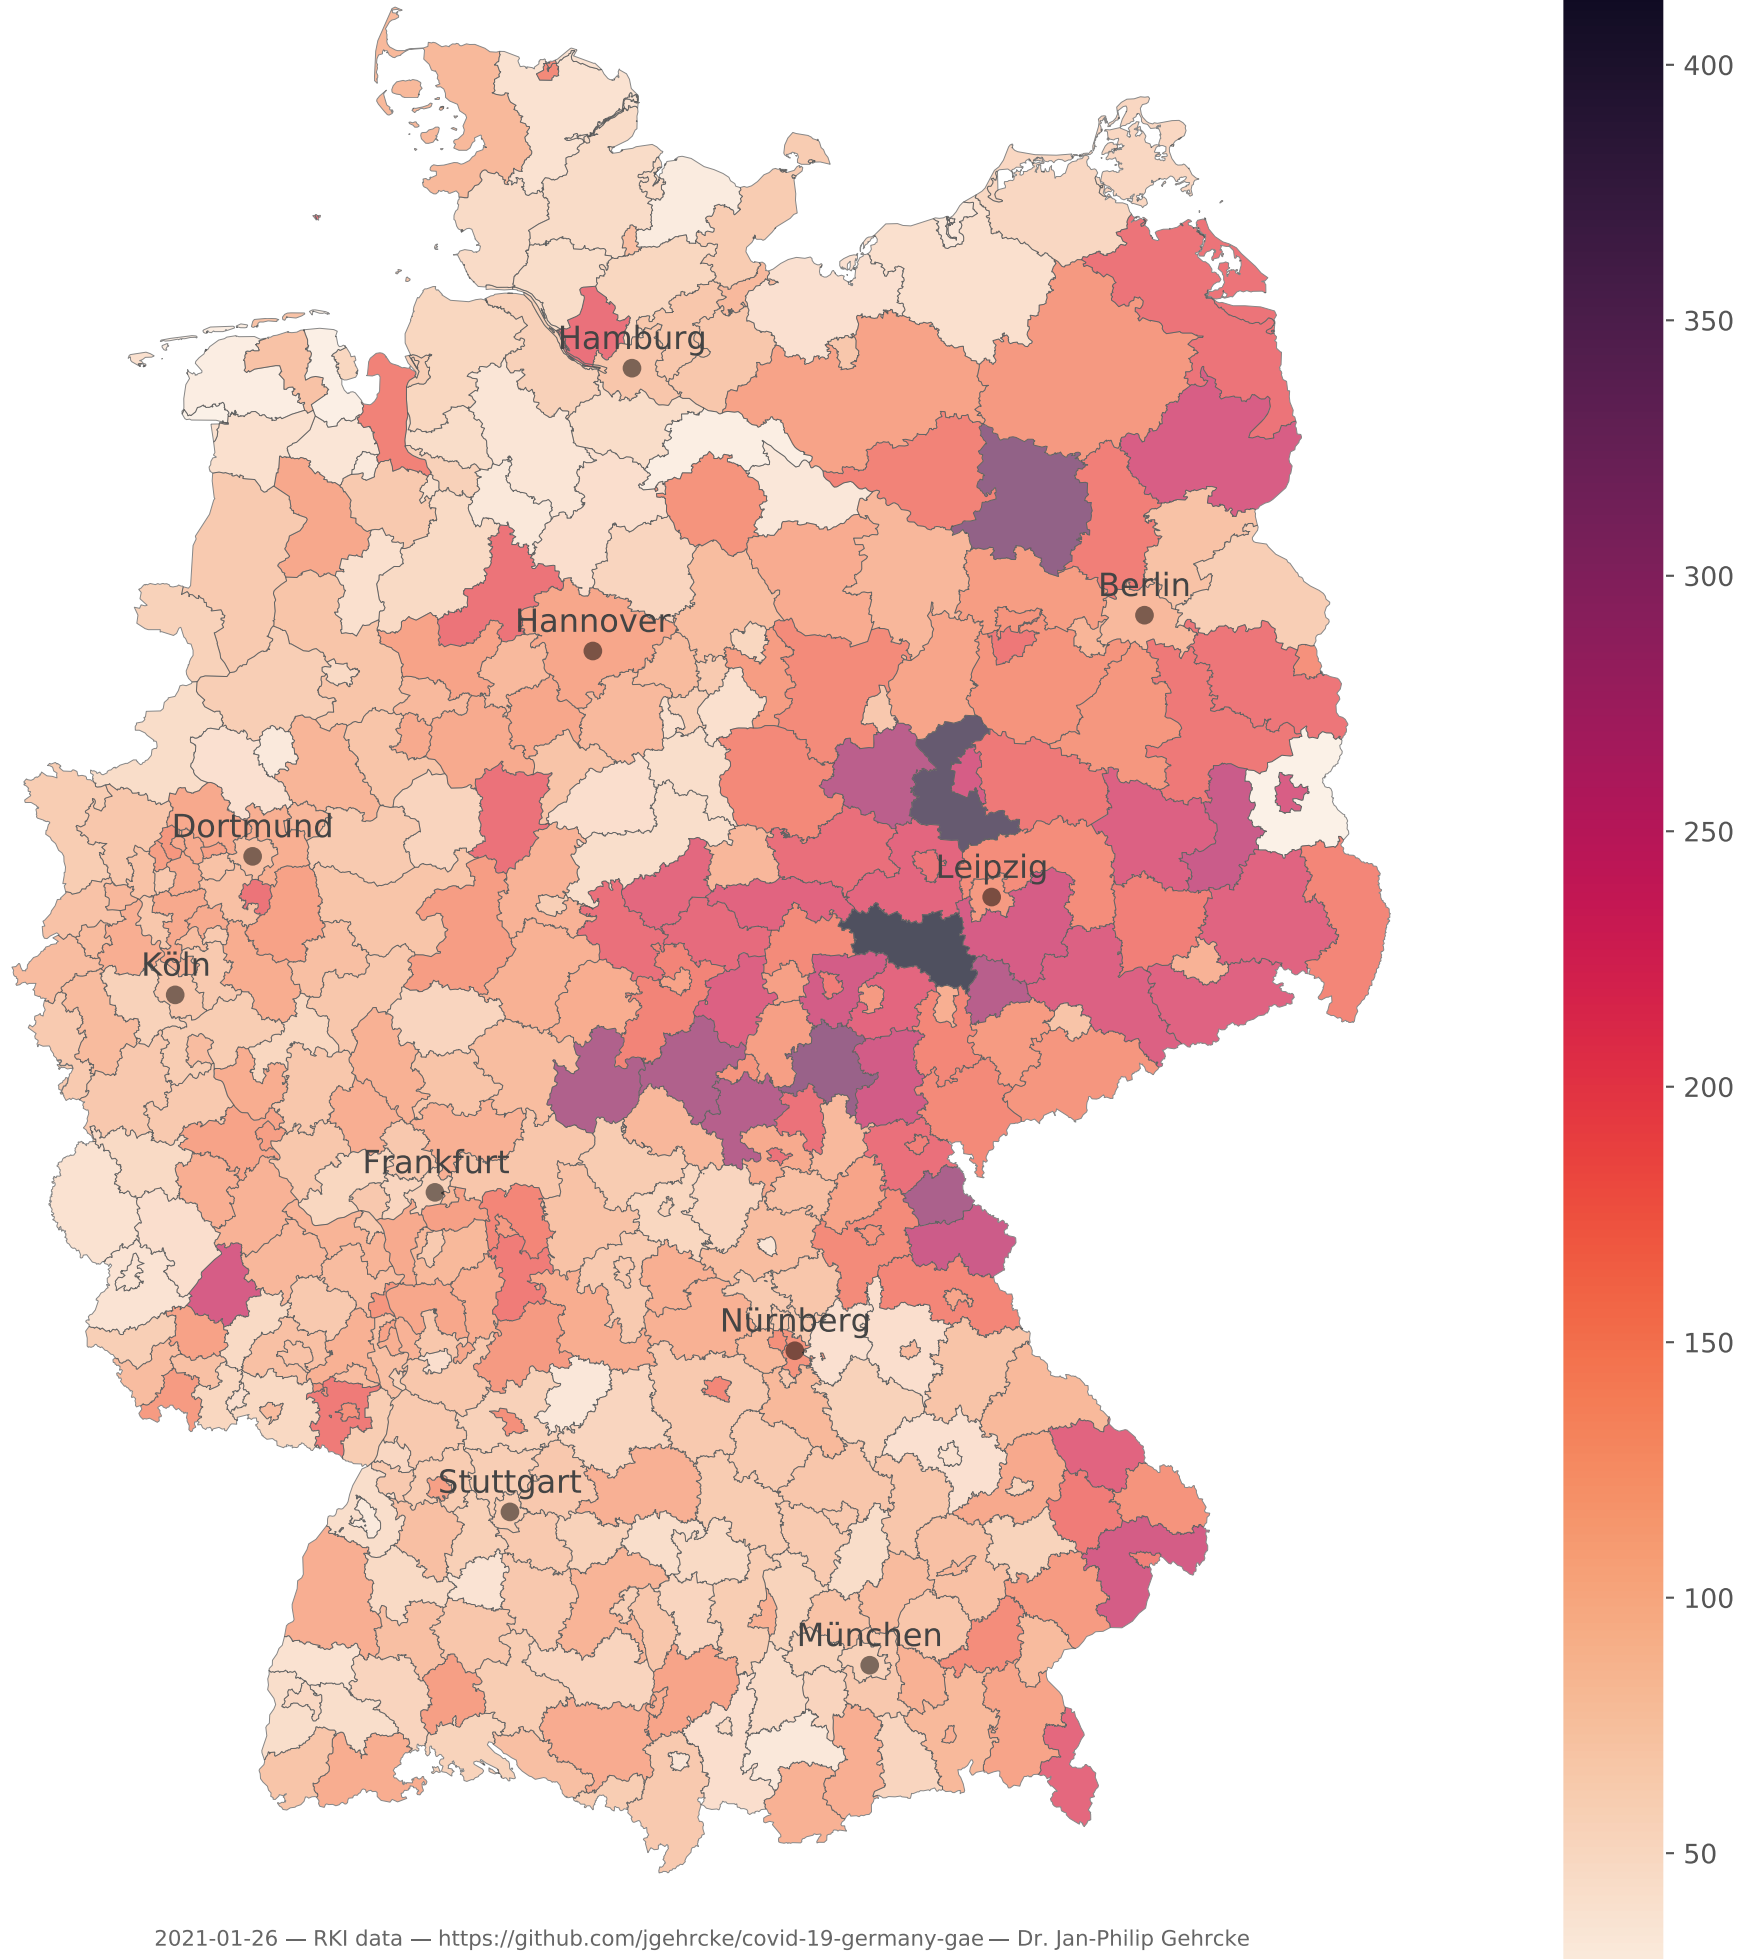 400
350
Hamburg
300
Berlin
Hannover
250
Dortmund
Leipzig
Köln
200
Frankfurt
150
Nürnberg
Stuttgart
100
München
50
2021-01-26 — RKI data — https://github.com/jgehrcke/covid-19-germany-gae — Dr. Jan-Philip Gehrcke